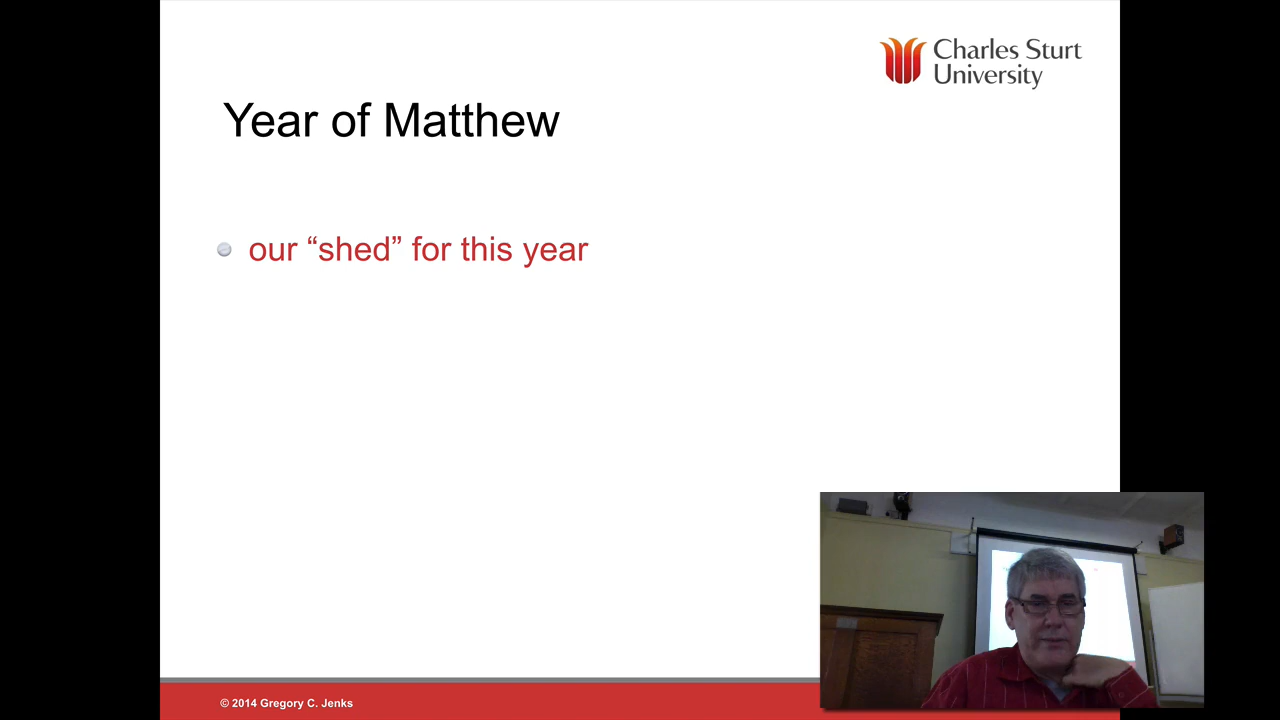 Charles Sturt
University
Year of Matthew
our “shed” for this year
© 2014 Gregory C. Jenks